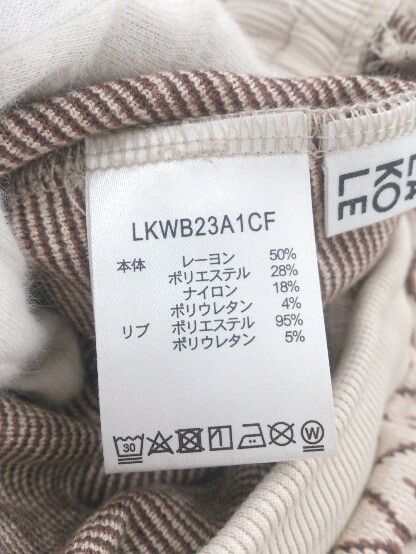 LKWB23A1CF
本体 レーヨン 50%
ポリエステル 28%
ナイロン 18%
ポリウレタン 4%
リブ ポリエステル 95%
ポリウレタン 5%
30 W
KO
LE